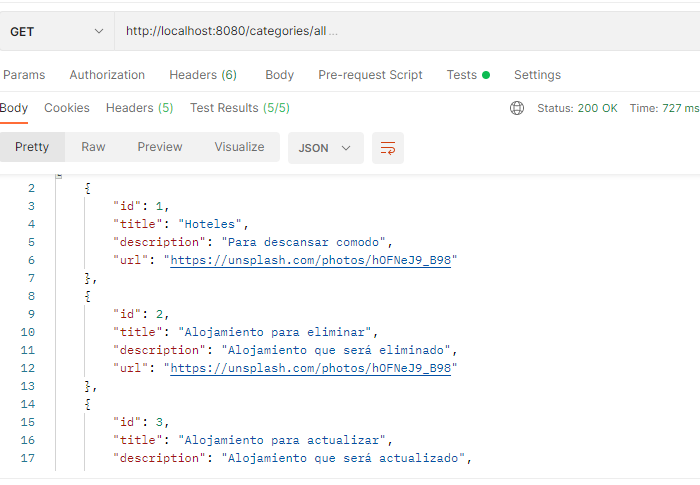 GET http://localhost:8080/categories/all ...
Params Authorization Headers (6) Body Pre-request Script Tests Settings
Body Cookies Headers (5) Test Results (5/5) Status: 200 OK Time: 727 ms
Pretty Raw Preview Visualize JSON
2 {
3 "id": 1,
4 "title": "Hoteles",
5 "description": "Para descansar comodo",
6 "url": "https://unsplash.com/photos/hOFNeJ9_B98"
7 },
8 {
9 "id": 2,
10 "title": "Alojamiento para eliminar",
11 "description": "Alojamiento que será eliminado",
12 "url": "https://unsplash.com/photos/hOFNeJ9_B98"
13 },
14 {
15 "id": 3,
16 "title": "Alojamiento para actualizar",
17 "description": "Alojamiento que será actualizado",